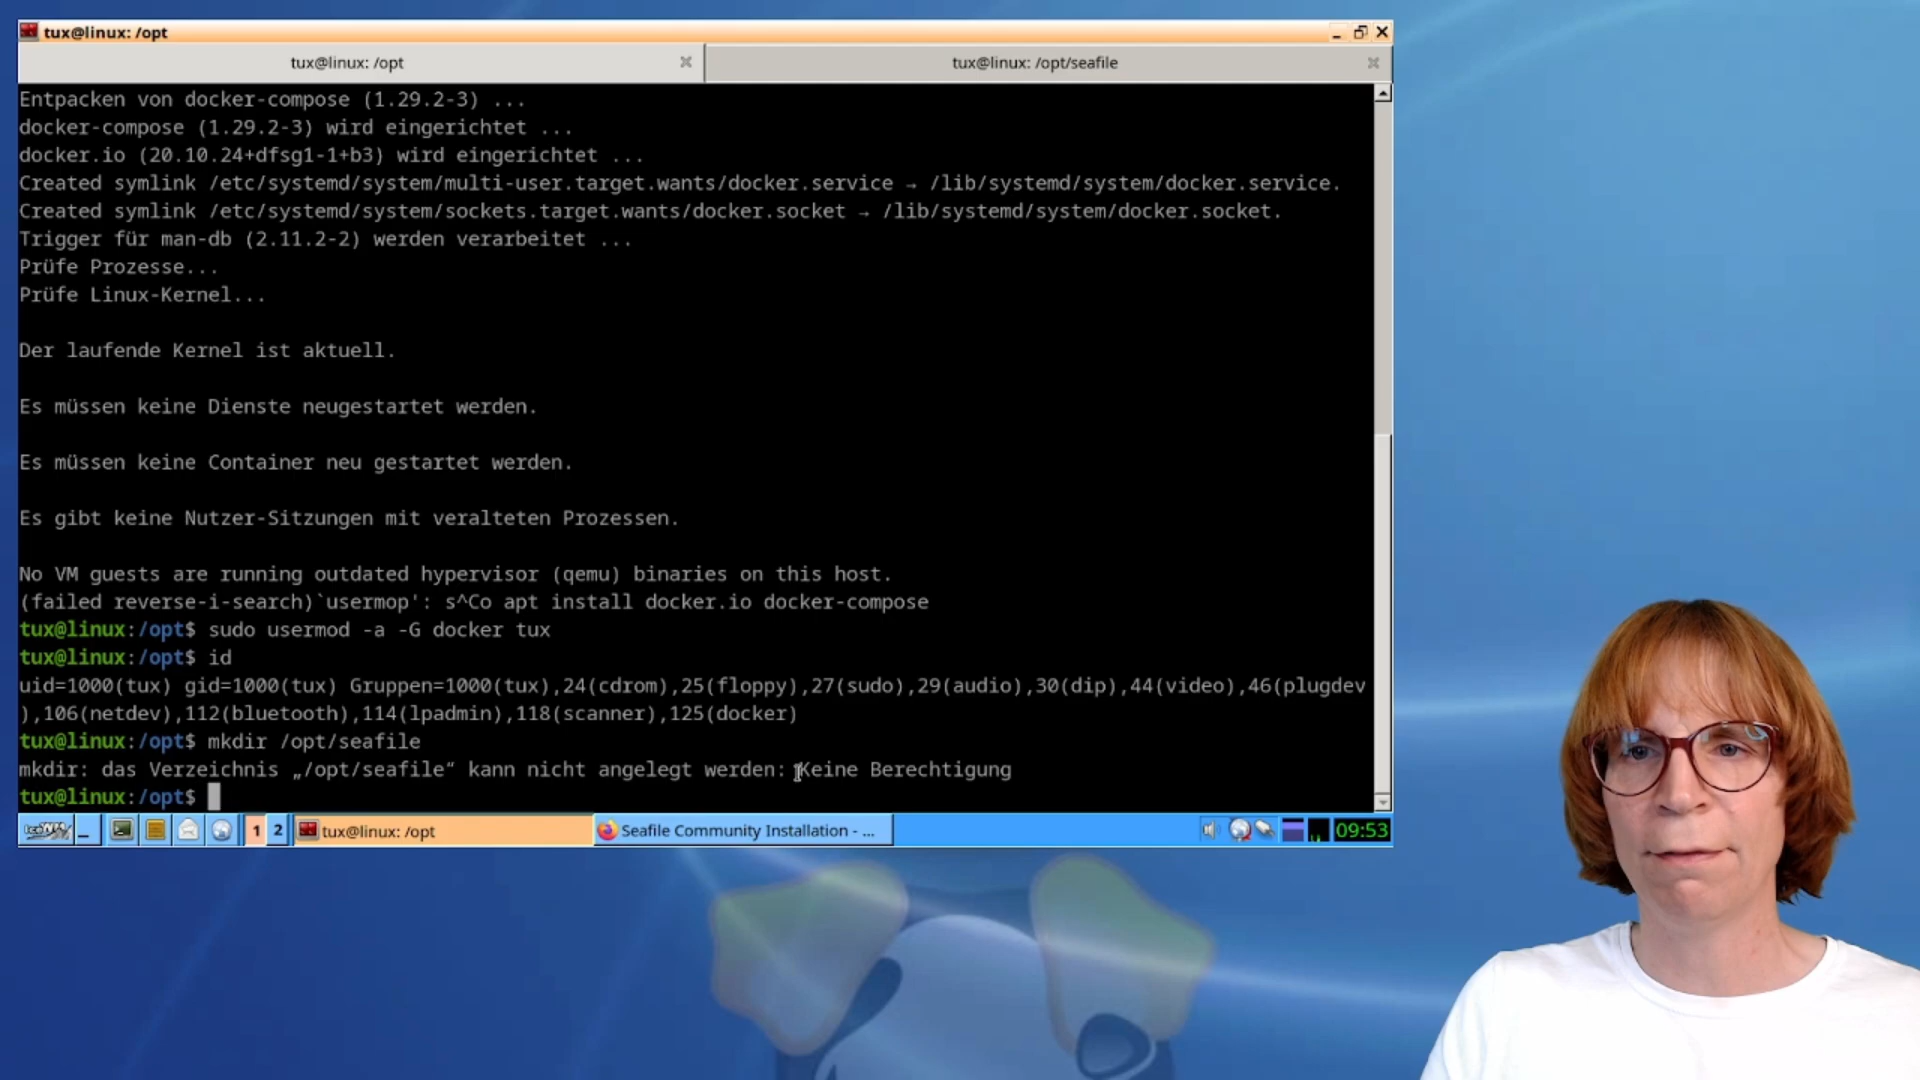 tux@linux: /opt
tux@linux: /opt
tux@linux: /opt/seafile
Entpacken von docker-compose (1.29.2-3) ...
docker-compose (1.29.2-3) wird eingerichtet ...
docker.io (20.10.24+dfsg1-1+b3) wird eingerichtet ...
Created symlink /etc/systemd/system/multi-user.target.wants/docker.service → /lib/systemd/system/docker.service.
Created symlink /etc/systemd/system/sockets.target.wants/docker.socket → /lib/systemd/system/docker.socket.
Trigger für man-db (2.11.2-2) werden verarbeitet ...
Prüfe Prozesse...
Prüfe Linux-Kernel...
Der laufende Kernel ist aktuell.
Es müssen keine Dienste neugestartet werden.
Es müssen keine Container neu gestartet werden.
Es gibt keine Nutzer-Sitzungen mit veralteten Prozessen.
No VM guests are running outdated hypervisor (qemu) binaries on this host.
(failed reverse-i-search)`usermop': s^Co apt install docker.io docker-compose
tux@linux:/opt$ sudo usermod -a -G docker tux
tux@linux:/opt$ id
uid=1000(tux) gid=1000(tux) Gruppen=1000(tux),24(cdrom),25(floppy),27(sudo),29(audio),30(dip),44(video),46(plugdev
),106(netdev),112(bluetooth),114(lpadmin),118(scanner),125(docker)
tux@linux:/opt$ mkdir /opt/seafile
mkdir: das Verzeichnis „/opt/seafile“ kann nicht angelegt werden: Keine Berechtigung
tux@linux:/opt$
IceWM 1 2 tux@linux: /opt Seafile Community Installation - ... 09:53